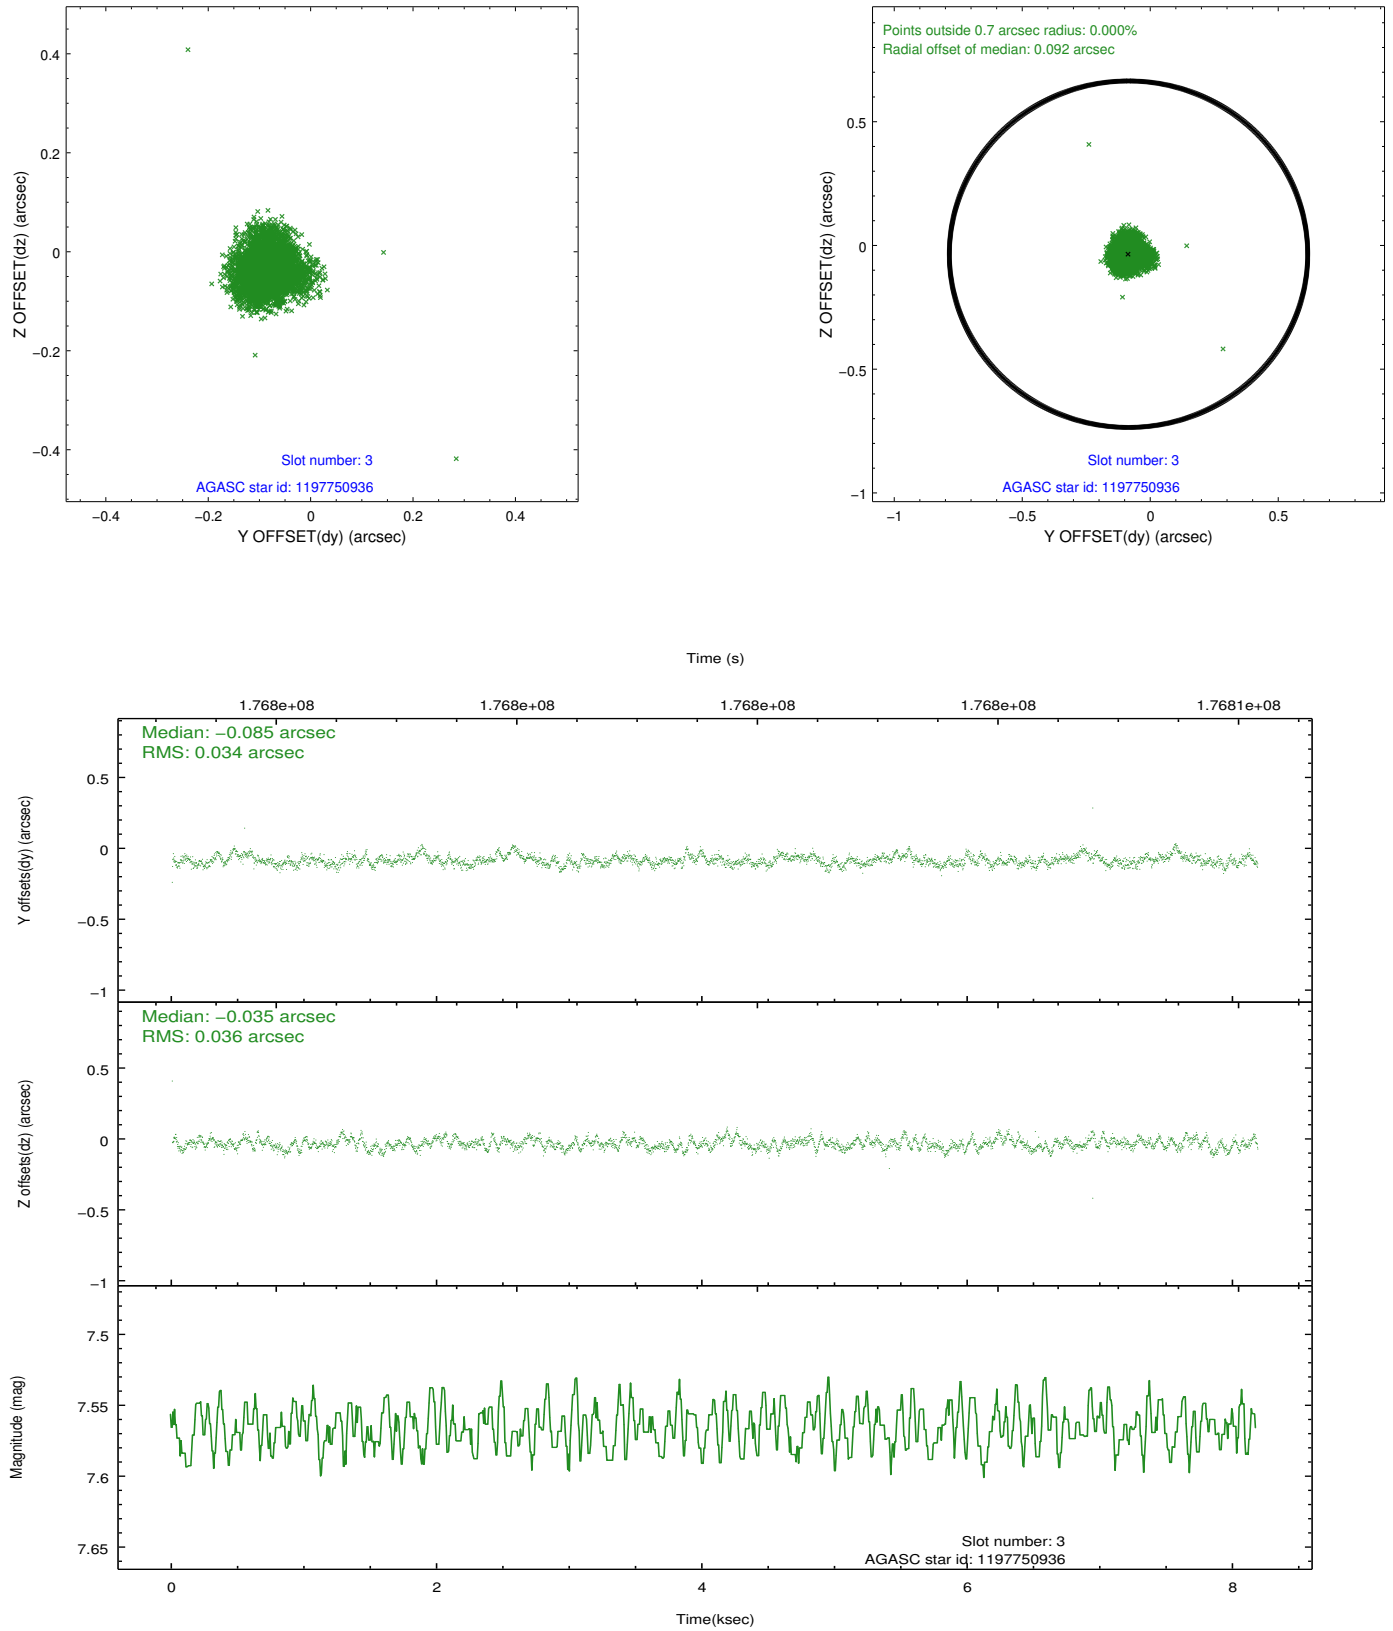 0.4
0.2
0
−0.2
−0.4
Z OFFSET(dz) (arcsec)
Slot number: 3
AGASC star id: 1197750936
−0.4 −0.2 0 0.2 0.4
Y OFFSET(dy) (arcsec)
Points outside 0.7 arcsec radius: 0.000%
Radial offset of median: 0.092 arcsec
0.5
0
−0.5
−1
Z OFFSET(dz) (arcsec)
Slot number: 3
AGASC star id: 1197750936
−1 −0.5 0 0.5
Y OFFSET(dy) (arcsec)
Time (s)
1.768e+08 1.768e+08 1.768e+08 1.768e+08 1.7681e+08
Median: −0.085 arcsec
RMS: 0.034 arcsec
0.5
0
−0.5
−1
Y offsets(dy) (arcsec)
Median: −0.035 arcsec
RMS: 0.036 arcsec
0.5
0
−0.5
−1
Z offsets(dz) (arcsec)
7.5
7.55
7.6
7.65
Magnitude (mag)
Slot number: 3
AGASC star id: 1197750936
0 2 4 6 8
Time(ksec)